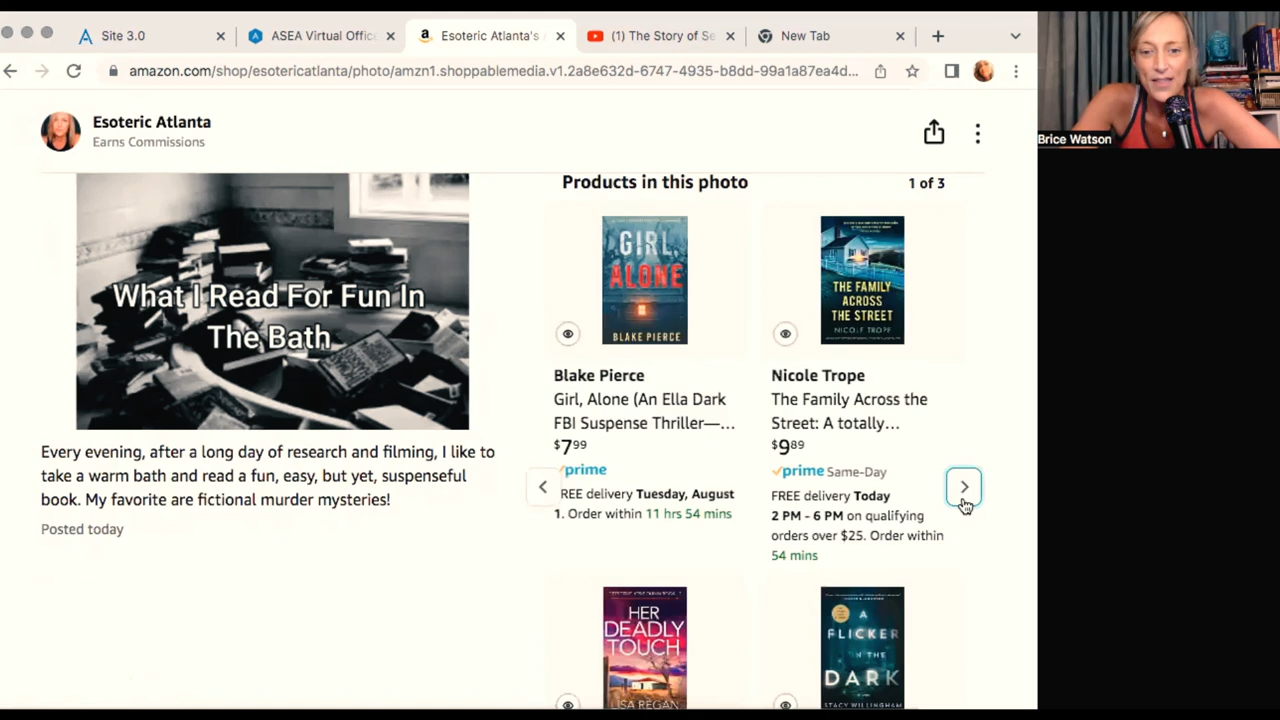 Site 3.0
ASEA Virtual Offic
Esoteric Atlanta's
(1) The Story of Se
New Tab
amazon.com/shop/esotericatlanta/photo/amzn1.shoppablemedia.v1.2a8e632d-6747-4935-b8dd-99a1a87ea4d...
Brice Watson
Esoteric Atlanta
Earns Commissions
What I Read For Fun In
The Bath
Every evening, after a long day of research and filming, I like to
take a warm bath and read a fun, easy, but yet, suspenseful
book. My favorite are fictional murder mysteries!
Posted today
Products in this photo
1 of 3
GIRL,
ALONE
BLAKE PIERCE
Blake Pierce
Girl, Alone (An Ella Dark
FBI Suspense Thriller—...
$799
prime
REE delivery Tuesday, August
1. Order within 11 hrs 54 mins
THE FAMILY
ACROSS
THE STREET
NICOLE TROPE
Nicole Trope
The Family Across the
Street: A totally...
$989
prime Same-Day
FREE delivery Today
2 PM - 6 PM on qualifying
orders over $25. Order within
54 mins
HER
DEADLY
TOUCH
LISA REGAN
A
FLICKER
IN THE
DARK
STACY WILLINGHAM